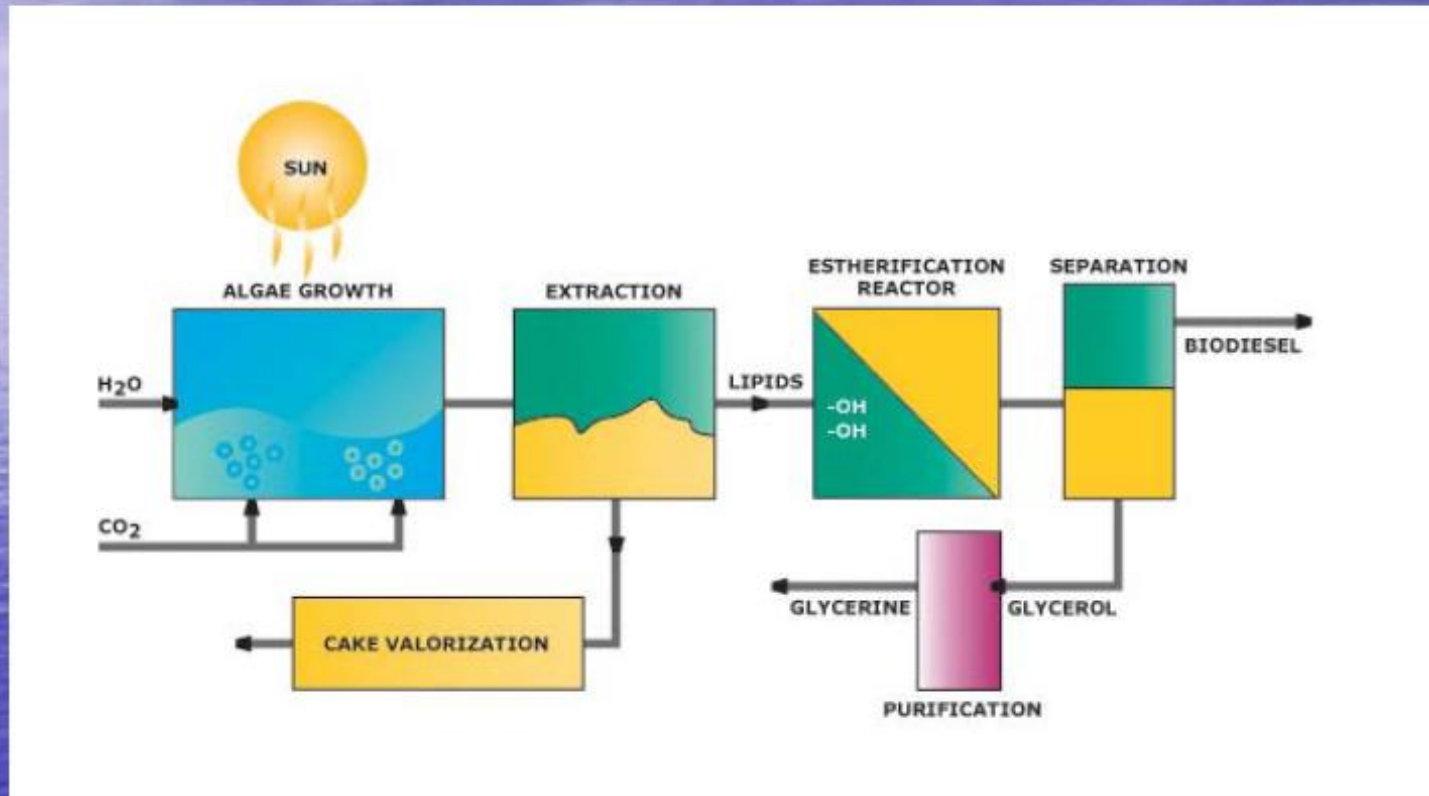 SUN
ALGAE GROWTH
EXTRACTION
ESTHERIFICATION
REACTOR
SEPARATION
H₂O
LIPIDS
-OH
-OH
BIODIESEL
CO₂
CAKE VALORIZATION
GLYCERINE
GLYCEROL
PURIFICATION